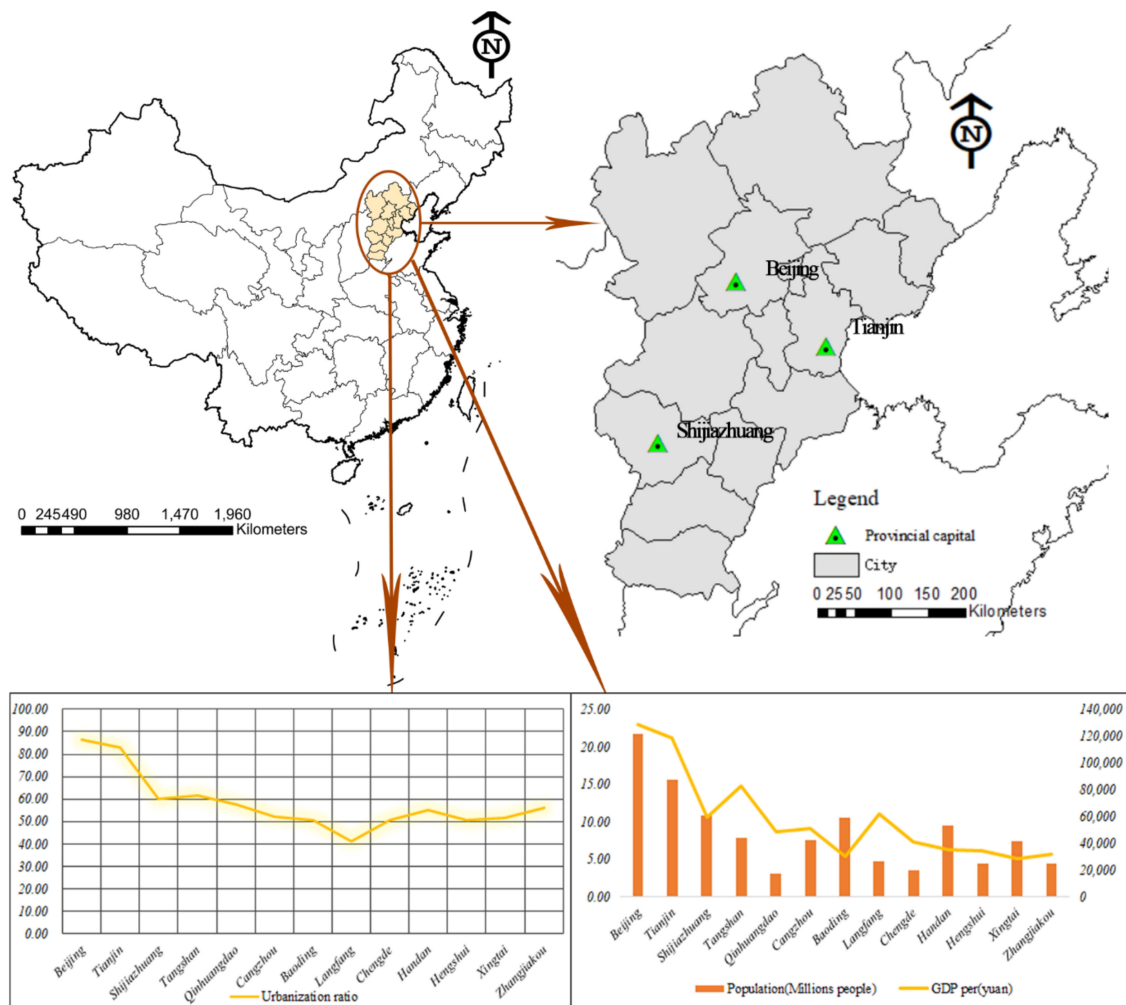 N
N
Beijing
Tianjin
Shijiazhuang
0 245490 980 1,470 1,960
Kilometers
Legend
Provincial capital
City
0 2550 100 150 200
Kilometers
100.00
90.00
80.00
70.00
60.00
50.00
40.00
30.00
20.00
10.00
0.00
Beijing
Tianjin
Shijiazhuang
Tangshan
Qinhuangdao
Cangzhou
Baoding
Langfang
Chengde
Handan
Hengshui
Xingtai
Zhangjiakou
Urbanization ratio
25.00
20.00
15.00
10.00
5.00
0.00
140,000
120,000
100,000
80,000
60,000
40,000
20,000
0
Beijing
Tianjin
Shijiazhuang
Tangshan
Qinhuangdao
Cangzhou
Baoding
Langfang
Chengde
Handan
Hengshui
Xingtai
Zhangjiakou
Population(Millions people)
GDP per(yuan)